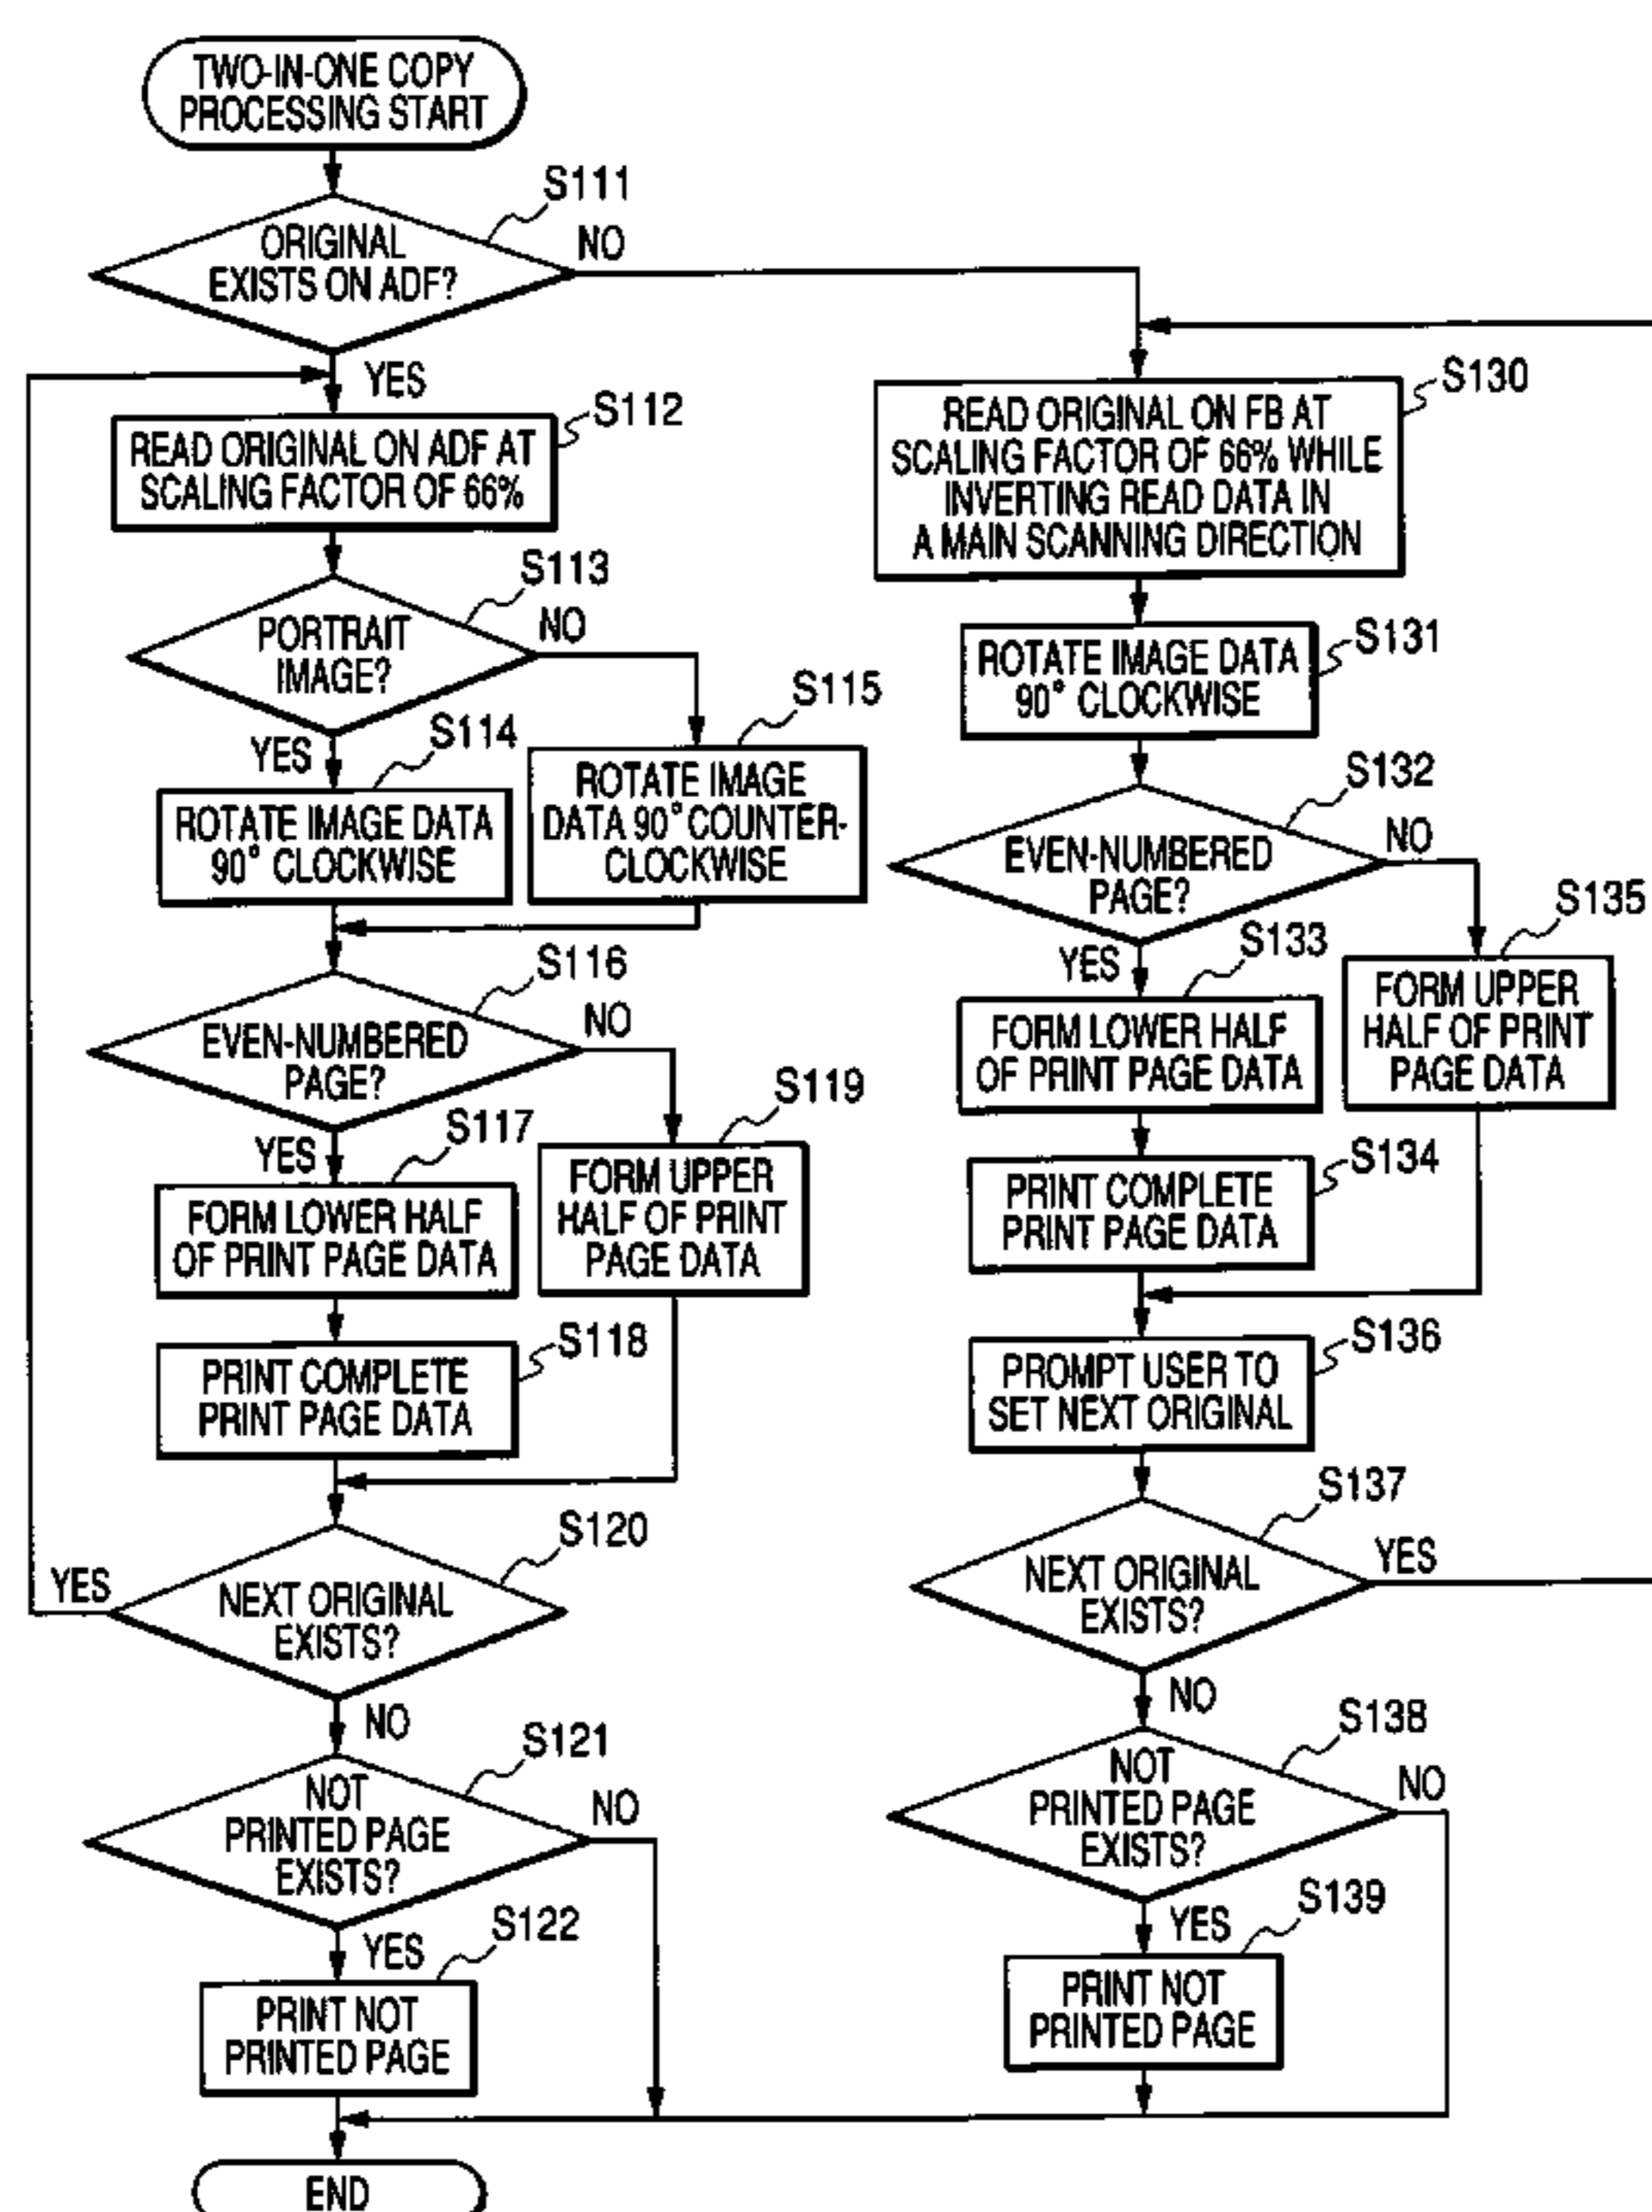 TWO-IN-ONE COPY
PROCESSING START
S111
ORIGINAL
EXISTS ON ADF?
NO
YES
S112
READ ORIGINAL ON ADF AT
SCALING FACTOR OF 66%
S113
PORTRAIT
IMAGE?
NO
YES
S114
ROTATE IMAGE DATA
90° CLOCKWISE
S115
ROTATE IMAGE
DATA 90° COUNTER-
CLOCKWISE
S116
EVEN-NUMBERED
PAGE?
NO
YES
S117
FORM LOWER HALF
OF PRINT PAGE DATA
S119
FORM UPPER
HALF OF PRINT
PAGE DATA
S118
PRINT COMPLETE
PRINT PAGE DATA
S120
NEXT ORIGINAL
EXISTS?
YES
NO
S121
NOT
PRINTED PAGE
EXISTS?
NO
YES
S122
PRINT NOT
PRINTED PAGE
END
S130
READ ORIGINAL ON FB AT
SCALING FACTOR OF 66% WHILE
INVERTING READ DATA IN
A MAIN SCANNING DIRECTION
S131
ROTATE IMAGE DATA
90° CLOCKWISE
S132
EVEN-NUMBERED
PAGE?
NO
YES
S133
FORM LOWER HALF
OF PRINT PAGE DATA
S135
FORM UPPER
HALF OF PRINT
PAGE DATA
S134
PRINT COMPLETE
PRINT PAGE DATA
S136
PROMPT USER TO
SET NEXT ORIGINAL
S137
NEXT ORIGINAL
EXISTS?
YES
NO
S138
NOT
PRINTED PAGE
EXISTS?
NO
YES
S139
PRINT NOT
PRINTED PAGE